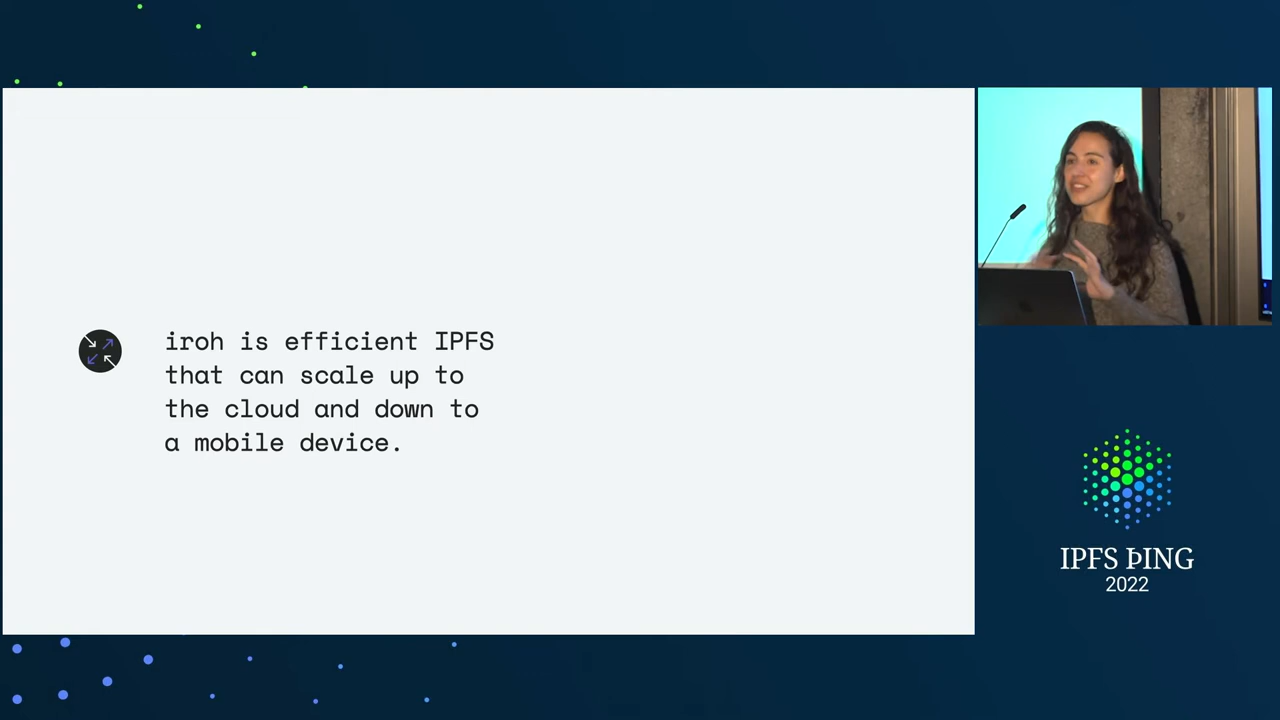 iroh is efficient IPFS
that can scale up to
the cloud and down to
a mobile device.
IPFS ÞING
2022